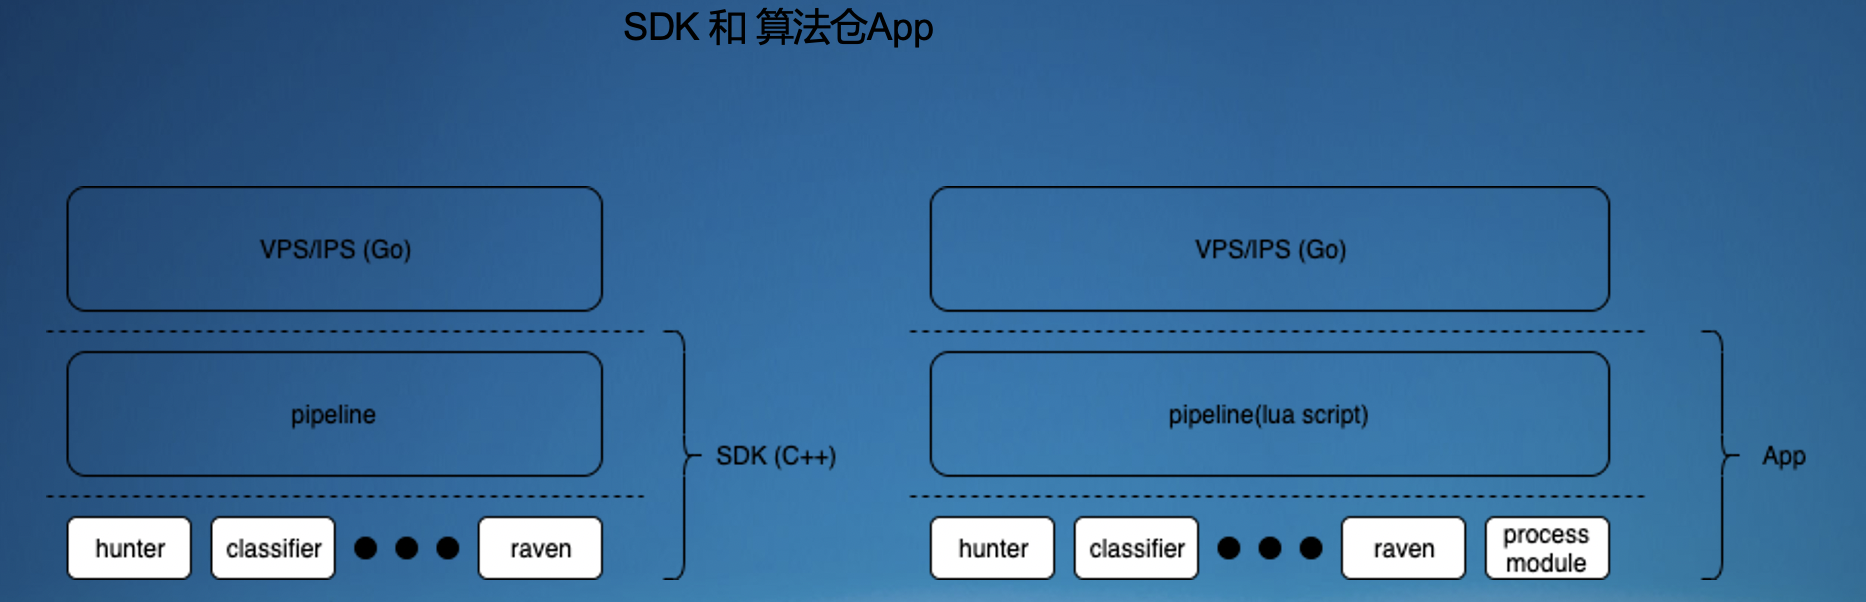 SDK 和 算法仓App
VPS/IPS (Go)
pipeline
SDK (C++)
hunter
classifier
raven
VPS/IPS (Go)
pipeline(lua script)
App
hunter
classifier
raven
process
module